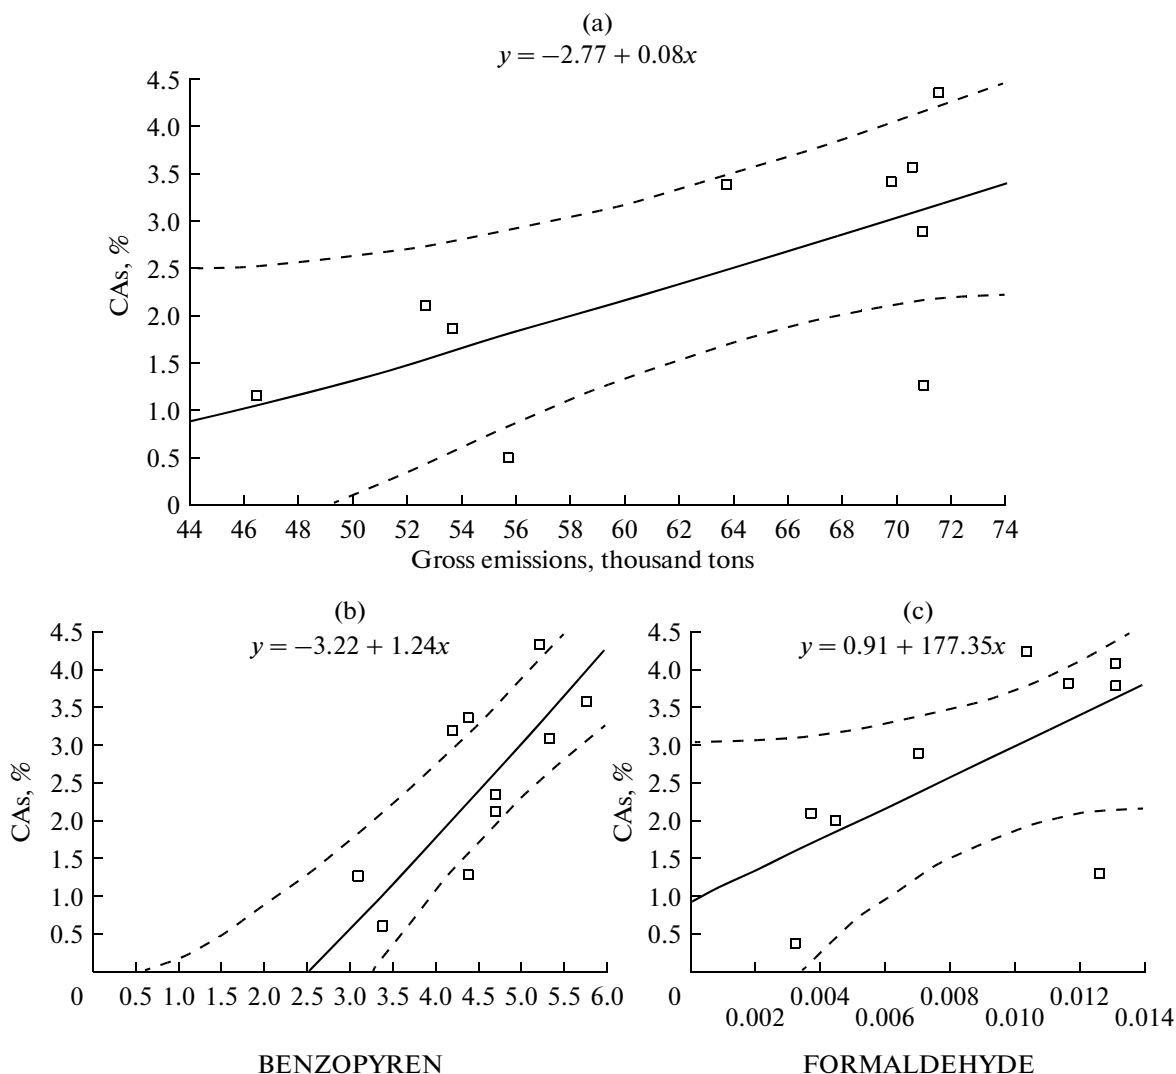 (a)
y = −2.77 + 0.08x
4.5
4.0
3.5
3.0
2.5
2.0
1.5
1.0
0.5
0
CAs, %
44 46 48 50 52 54 56 58 60 62 64 66 68 70 72 74
Gross emissions, thousand tons
(b)
y = −3.22 + 1.24x
4.5
4.0
3.5
3.0
2.5
2.0
1.5
1.0
0.5
CAs, %
0 0.5 1.0 1.5 2.0 2.5 3.0 3.5 4.0 4.5 5.0 5.5 6.0
BENZOPYREN
(c)
y = 0.91 + 177.35x
4.5
4.0
3.5
3.0
2.5
2.0
1.5
1.0
0.5
CAs, %
0 0.004 0.008 0.012
0.002 0.006 0.010 0.014
FORMALDEHYDE